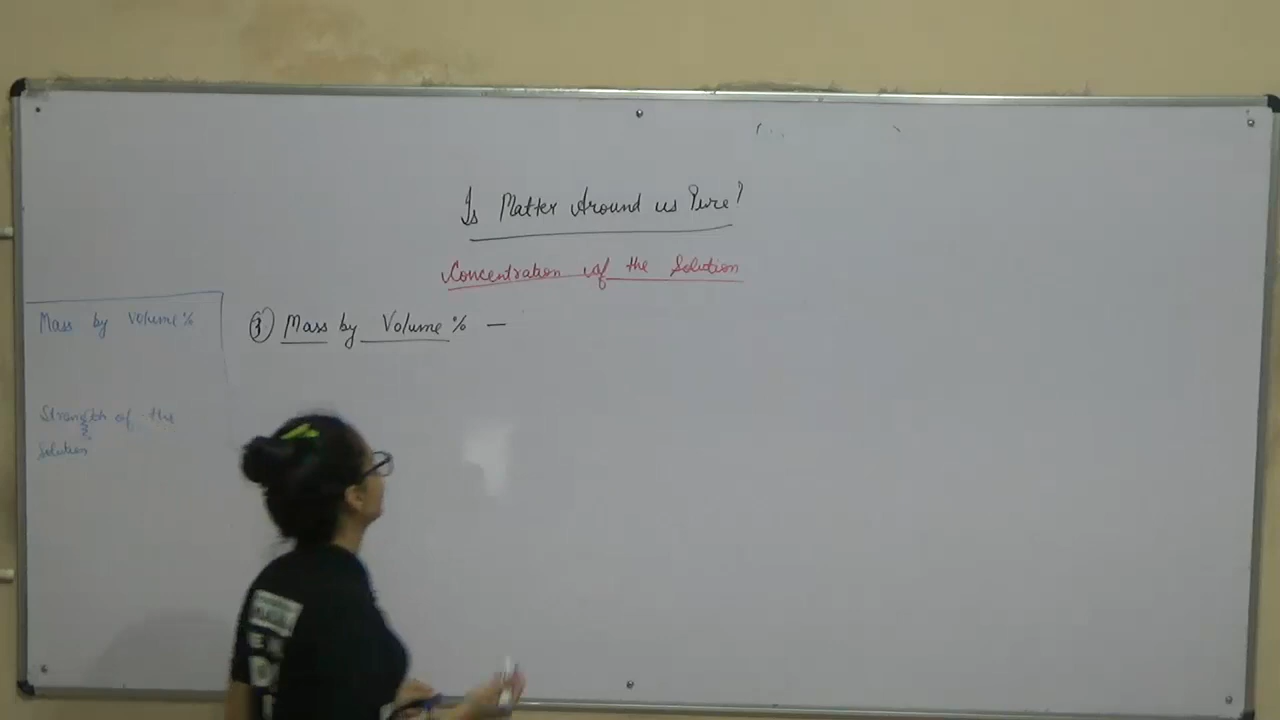 Is Matter Around us Pure?
Concentration of the Solution
Mass by Volume %
③ Mass by Volume % —
Strength of the
Solution